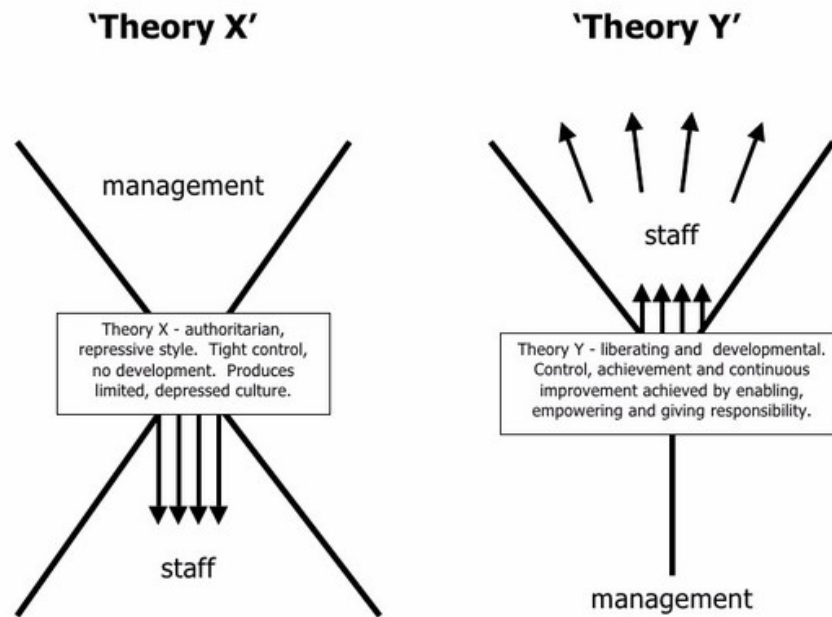 ‘Theory X’
management
Theory X - authoritarian,
repressive style. Tight control,
no development. Produces
limited, depressed culture.
staff
‘Theory Y’
staff
Theory Y - liberating and developmental.
Control, achievement and continuous
improvement achieved by enabling,
empowering and giving responsibility.
management